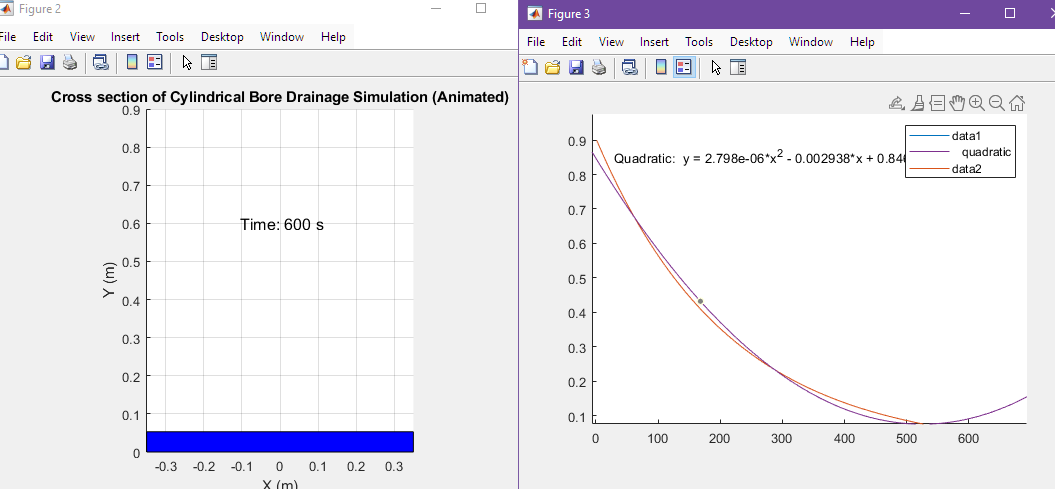 Figure 2
File Edit View Insert Tools Desktop Window Help
Cross section of Cylindrical Bore Drainage Simulation (Animated)
0.9
0.8
0.7
0.6
0.5
0.4
0.3
0.2
0.1
0
Y (m)
Time: 600 s
-0.3 -0.2 -0.1 0 0.1 0.2 0.3
X (m)
Figure 3
File Edit View Insert Tools Desktop Window Help
0.9
0.8
0.7
0.6
0.5
0.4
0.3
0.2
0.1
Quadratic: y = 2.798e-06*x² - 0.002938*x + 0.846
data1
quadratic
data2
0 100 200 300 400 500 600